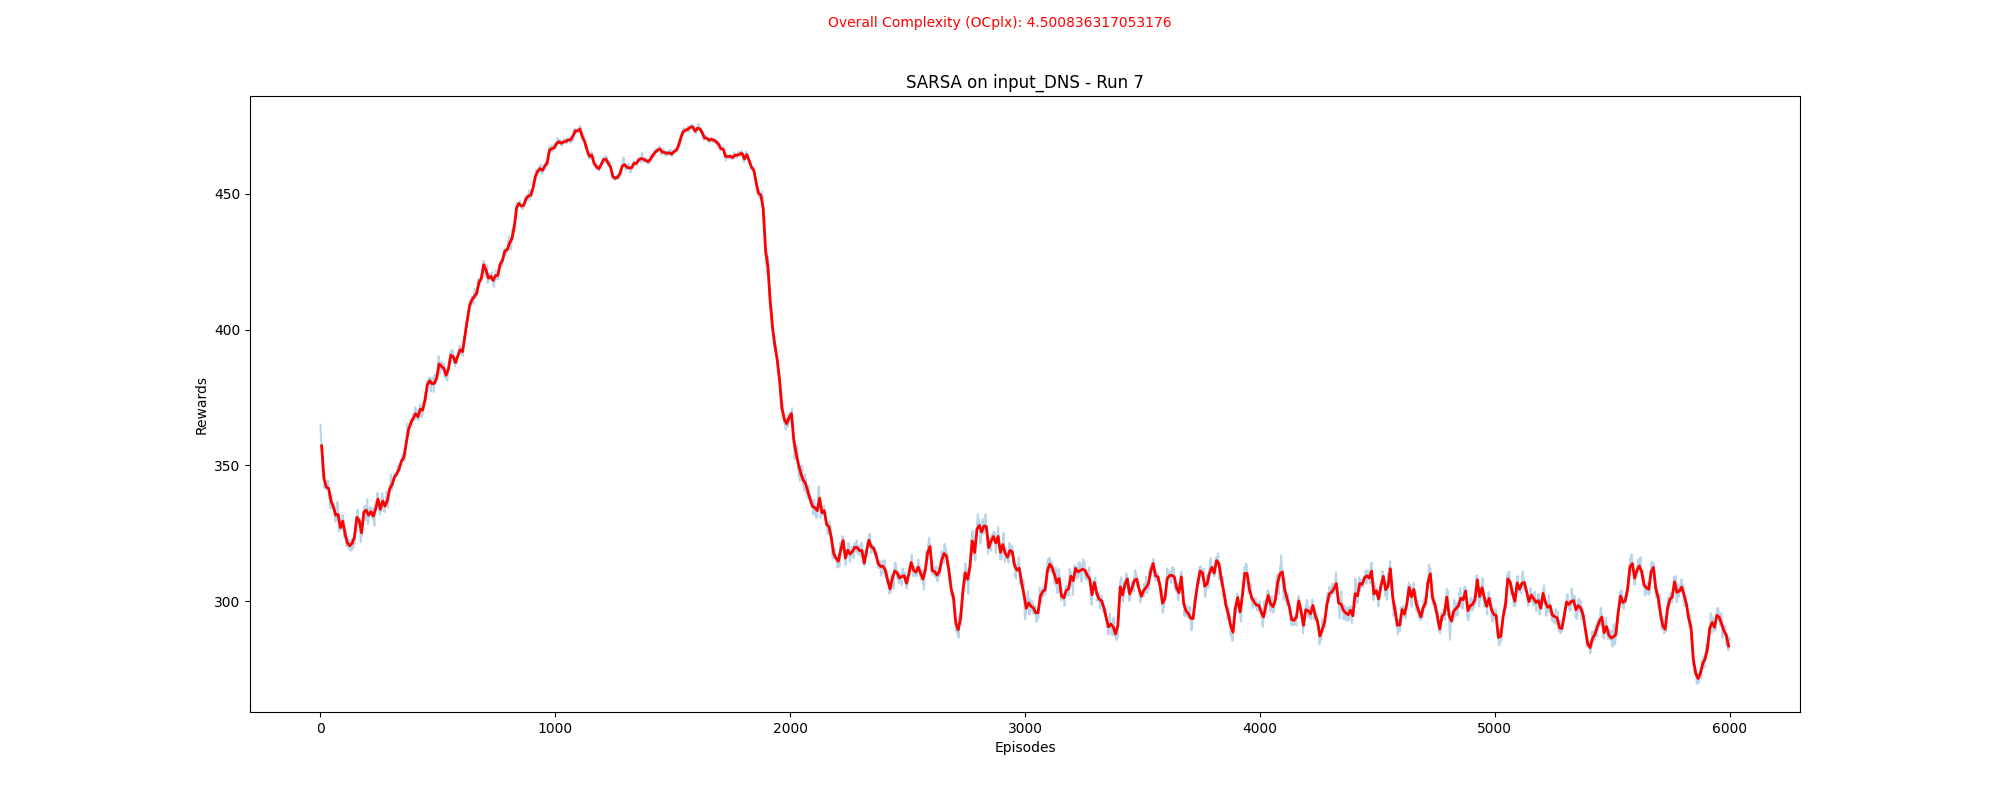 Overall Complexity (OCplx): 4.500836317053176
SARSA on input_DNS - Run 7
450
400
350
300
Rewards
0 1000 2000 3000 4000 5000 6000
Episodes